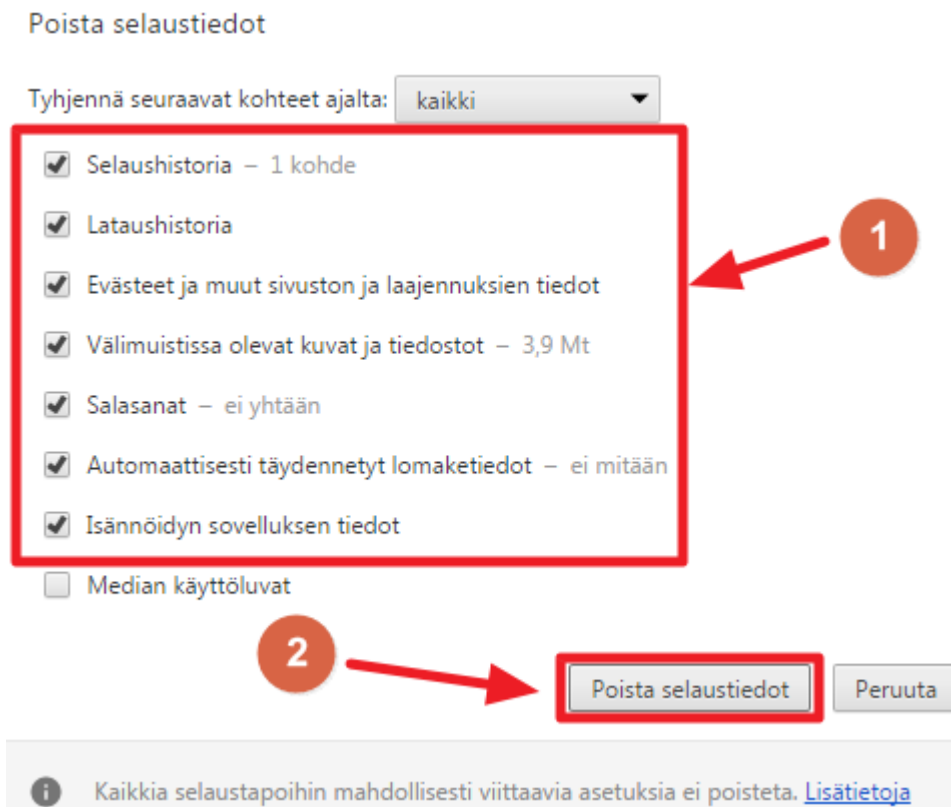 Poista selaustiedot
Tyhjennä seuraavat kohteet ajalta: kaikki
Selaushistoria – 1 kohde
Lataushistoria
1
Evästeet ja muut sivuston ja laajennuksien tiedot
Välimuistissa olevat kuvat ja tiedostot – 3,9 Mt
Salasanat – ei yhtään
Automaattisesti täydennetyt lomaketiedot – ei mitään
Isännöidyn sovelluksen tiedot
Median käyttöluvat
2
Poista selaustiedot Peruuta
Kaikkia selaustapoihin mahdollisesti viittaavia asetuksia ei poisteta. Lisätietoja